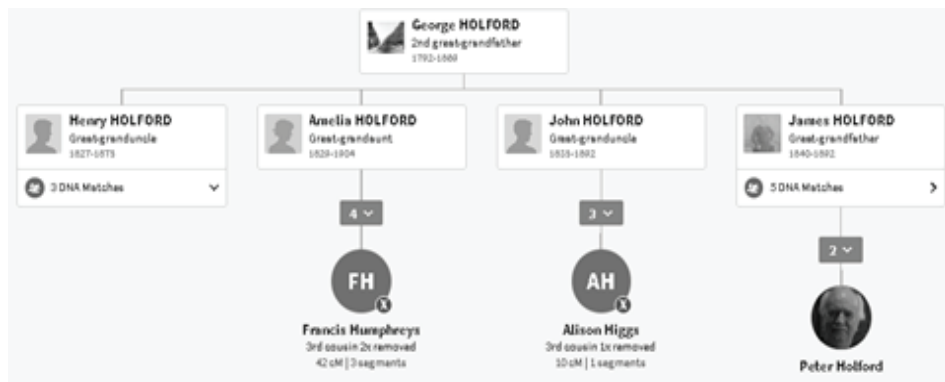 George HOLFORD
2nd great-grandfather
Henry HOLFORD
Great-granduncle
3 DNA Matches
Amelia HOLFORD
Great-grandaunt
1829-1904
4
FH
X
Francis Humphreys
3rd cousin 2x removed
42 cM | 3 segments
John HOLFORD
Great-granduncle
3
AH
X
Alison Higgs
3rd cousin 1x removed
10 cM | 1 segments
James HOLFORD
Great-grandfather
1840-1892
5 DNA Matches
2
Peter Holford